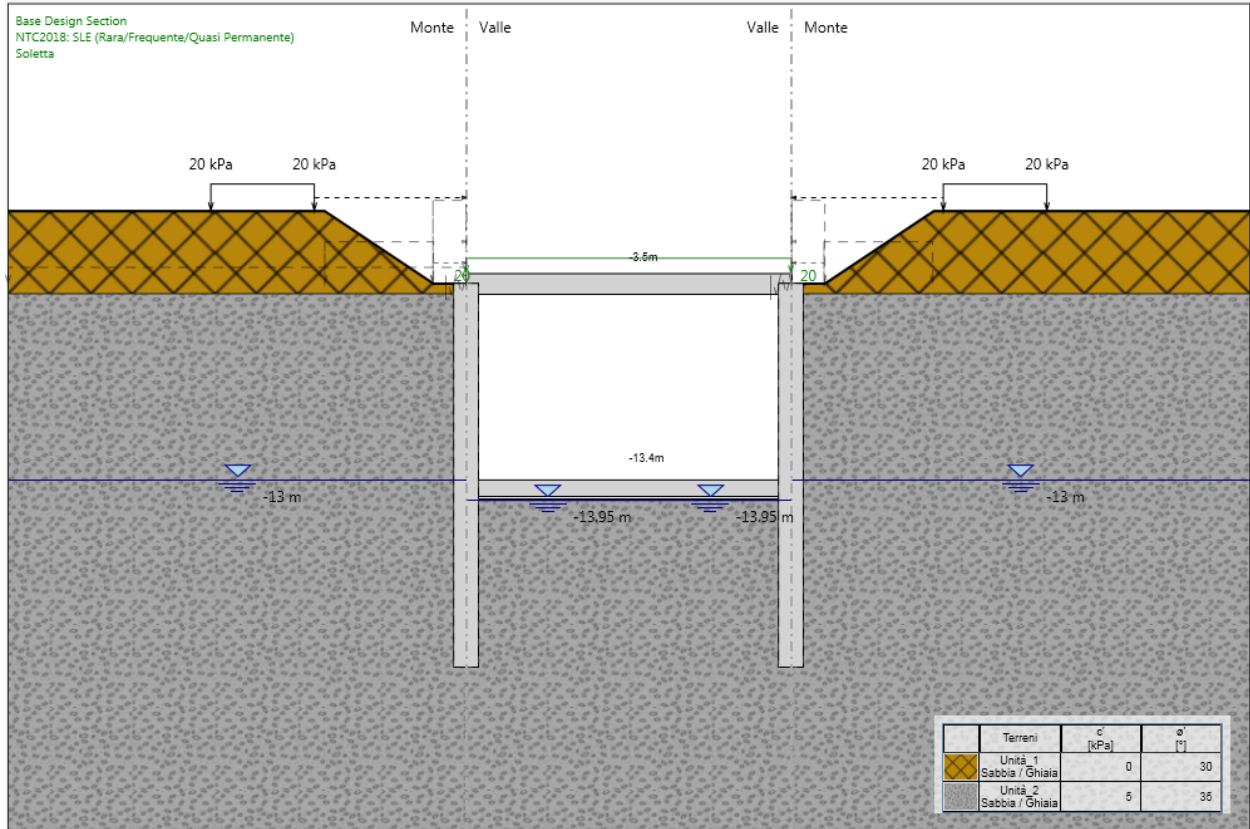 Base Design Section
NTC2018: SLE (Rara/Frequente/Quasi Permanente)
Soletta
Monte Valle Valle Monte
20 kPa 20 kPa 20 kPa 20 kPa
-3.5m
20 20
-13.4m
-13 m -13 m
-13.95 m -13.95 m
Terreni c' ø'
[kPa] [°]
Unità_1
Sabbia / Ghiaia 0 30
Unità_2
Sabbia / Ghiaia 5 35